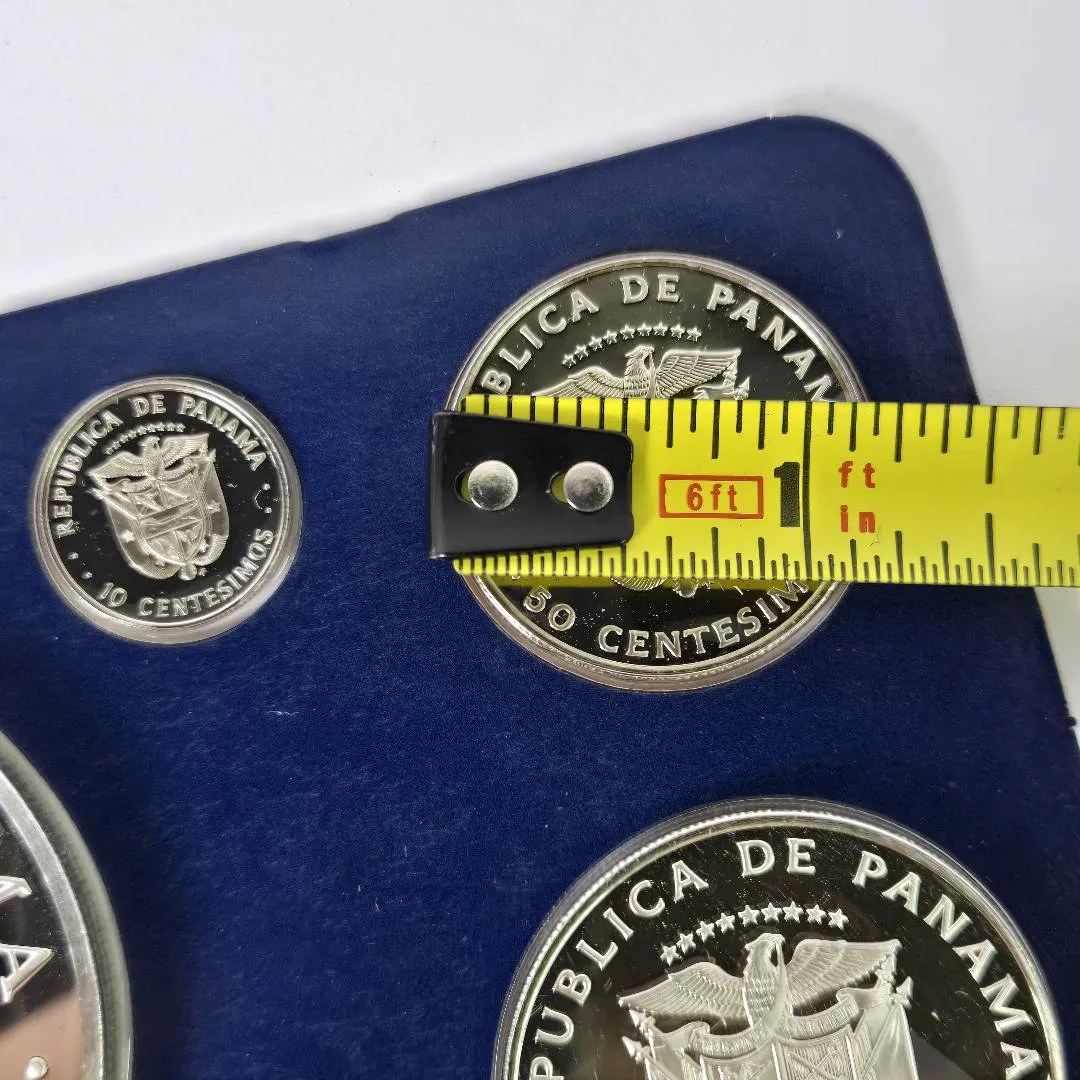 REPUBLICA DE PANAMA
10 CENTESIMOS
BLICA DE PANAM
50 CENTESIM
6ft 1 ft
in
PUBLICA DE PANAMA
A